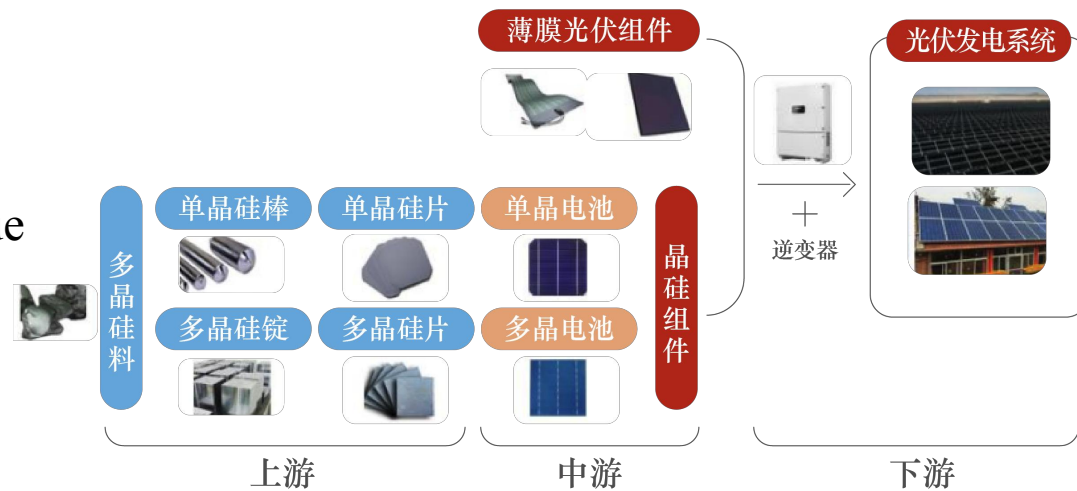 薄膜光伏组件
光伏发电系统
单晶硅棒
单晶硅片
单晶电池
多晶硅料
晶硅组件
逆变器
多晶硅锭
多晶硅片
多晶电池
上游
中游
下游